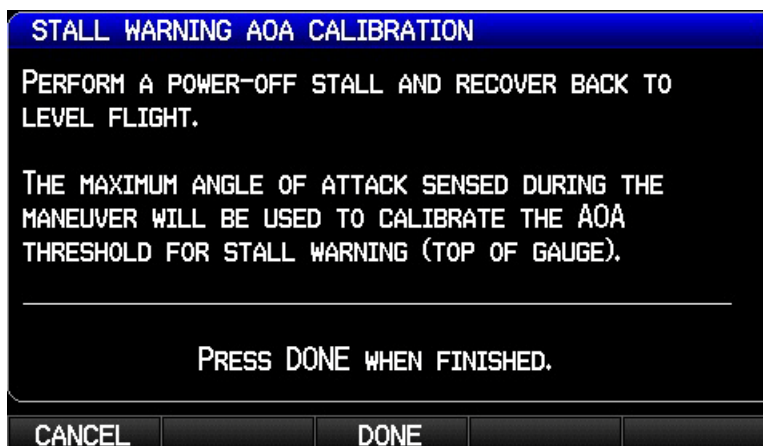 STALL WARNING AOA CALIBRATION
PERFORM A POWER-OFF STALL AND RECOVER BACK TO
LEVEL FLIGHT.
THE MAXIMUM ANGLE OF ATTACK SENSED DURING THE
MANEUVER WILL BE USED TO CALIBRATE THE AOA
THRESHOLD FOR STALL WARNING (TOP OF GAUGE).
PRESS DONE WHEN FINISHED.
CANCEL DONE